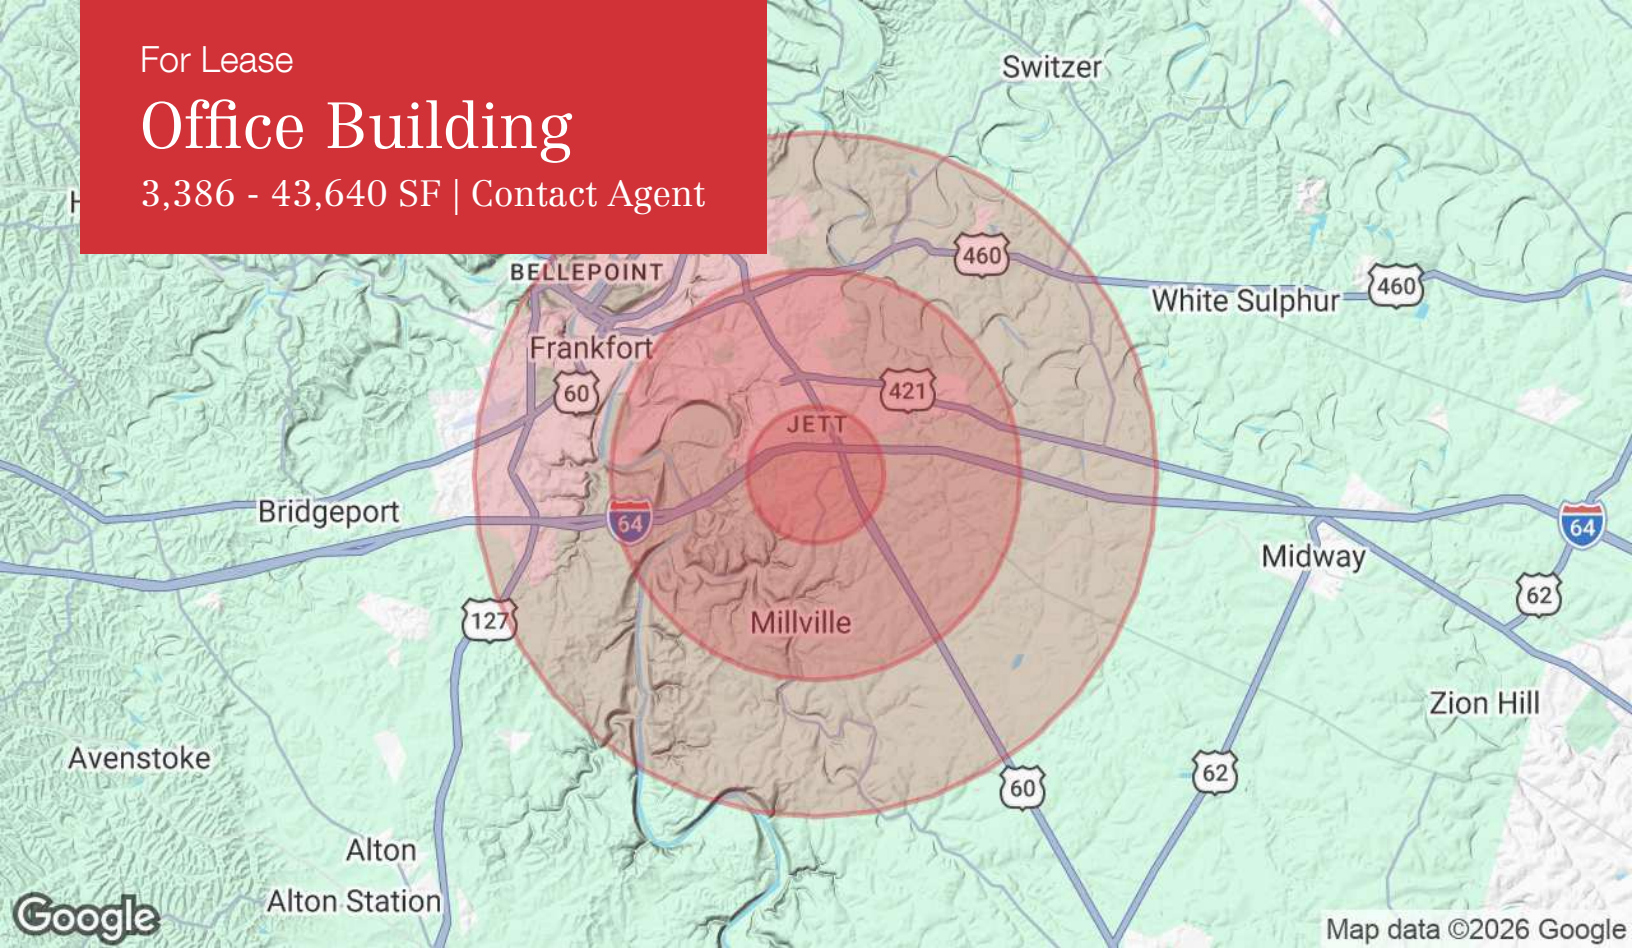 For Lease
Office Building
3,386 - 43,640 SF | Contact Agent
Switzer
H
BELLEPOINT
460
460
White Sulphur
Frankfort
60
421
JETT
Bridgeport
64
64
Midway
62
127
Millville
Zion Hill
Avenstoke
62
60
Alton
Alton Station
Google
Map data ©2026 Google